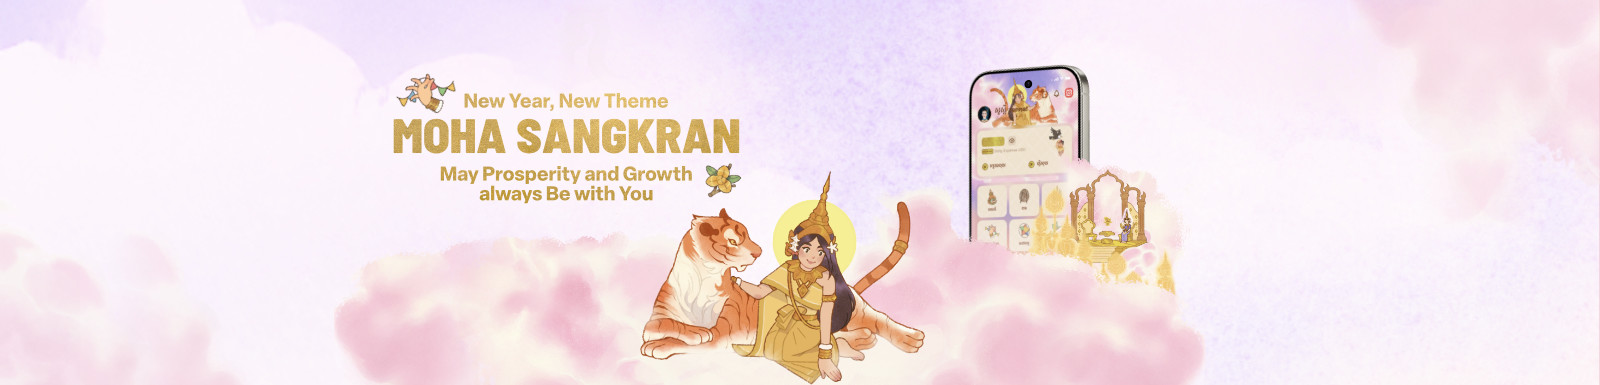 New Year, New Theme
MOHA SANGKRAN
May Prosperity and Growth
always Be with You